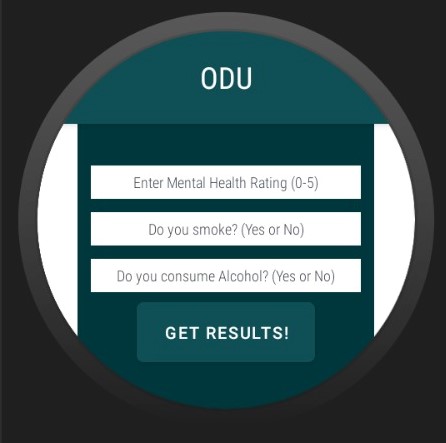 ODU
Enter Mental Health Rating (0-5)
Do you smoke? (Yes or No)
Do you consume Alcohol? (Yes or No)
GET RESULTS!